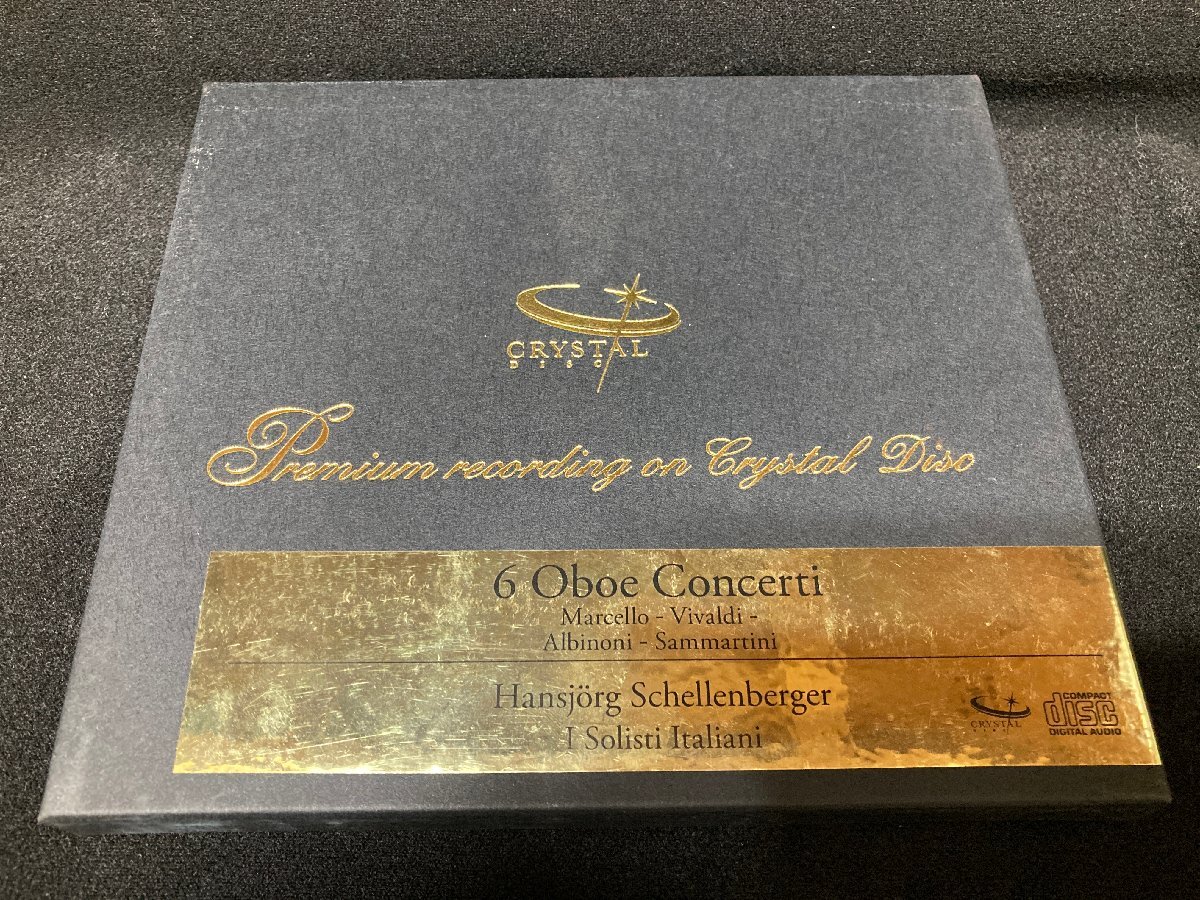 CRYSTAL
DISC
Premium recording on Crystal Disc
6 Oboe Concerti
Marcello - Vivaldi -
Albinoni - Sammartini
Hansjörg Schellenberger
I Solisti Italiani
CRYSTAL
DISC
COMPACT
disc
DIGITAL AUDIO